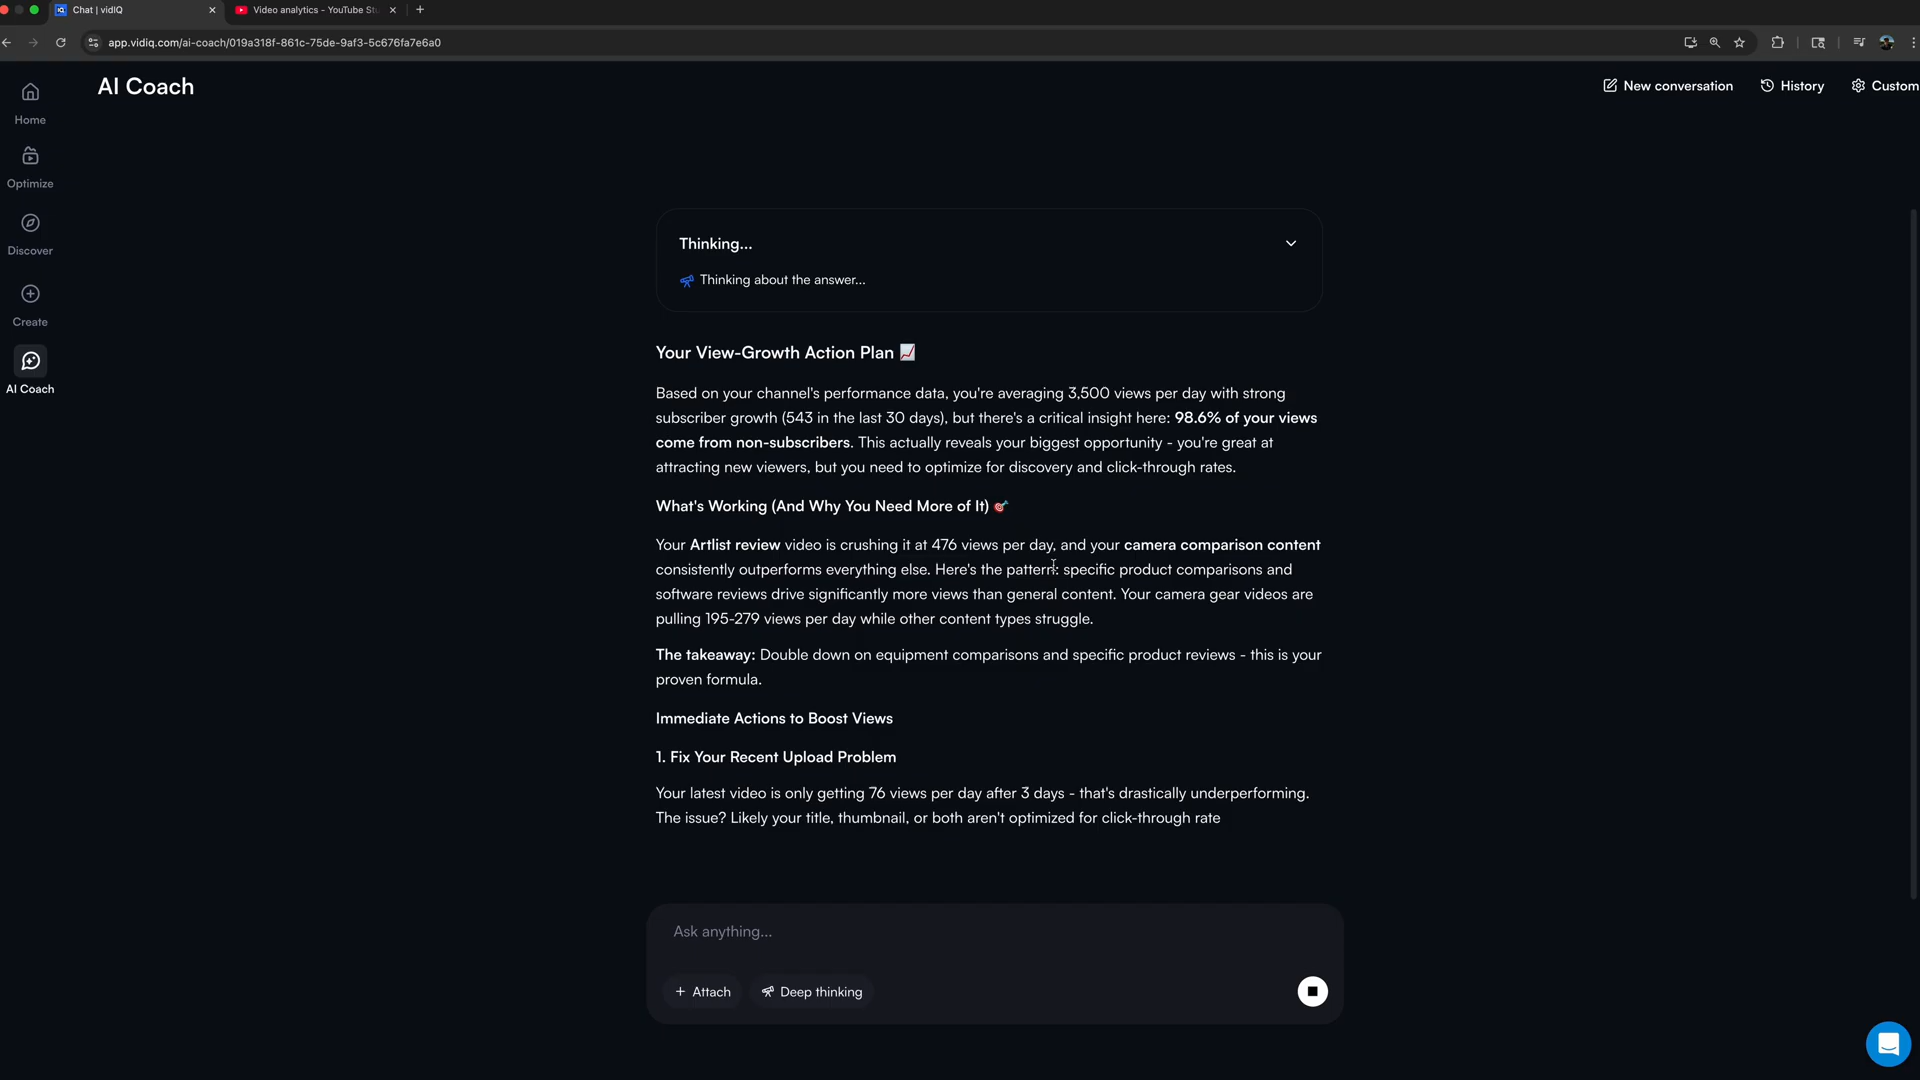 Chat | vidIQ
Video analytics - YouTube St
app.vidiq.com/ai-coach/019a318f-861c-75de-9af3-5c676fa7e6a0
AI Coach
New conversation
History
Custom
Home
Optimize
Discover
Create
AI Coach
Thinking...
Thinking about the answer...
Your View-Growth Action Plan 📈
Based on your channel's performance data, you're averaging 3,500 views per day with strong
subscriber growth (543 in the last 30 days), but there's a critical insight here: 98.6% of your views
come from non-subscribers. This actually reveals your biggest opportunity - you're great at
attracting new viewers, but you need to optimize for discovery and click-through rates.
What's Working (And Why You Need More of It) 🎯
Your Artlist review video is crushing it at 476 views per day, and your camera comparison content
consistently outperforms everything else. Here's the pattern: specific product comparisons and
software reviews drive significantly more views than general content. Your camera gear videos are
pulling 195-279 views per day while other content types struggle.
The takeaway: Double down on equipment comparisons and specific product reviews - this is your
proven formula.
Immediate Actions to Boost Views
1. Fix Your Recent Upload Problem
Your latest video is only getting 76 views per day after 3 days - that's drastically underperforming.
The issue? Likely your title, thumbnail, or both aren't optimized for click-through rate
Ask anything...
+ Attach
Deep thinking